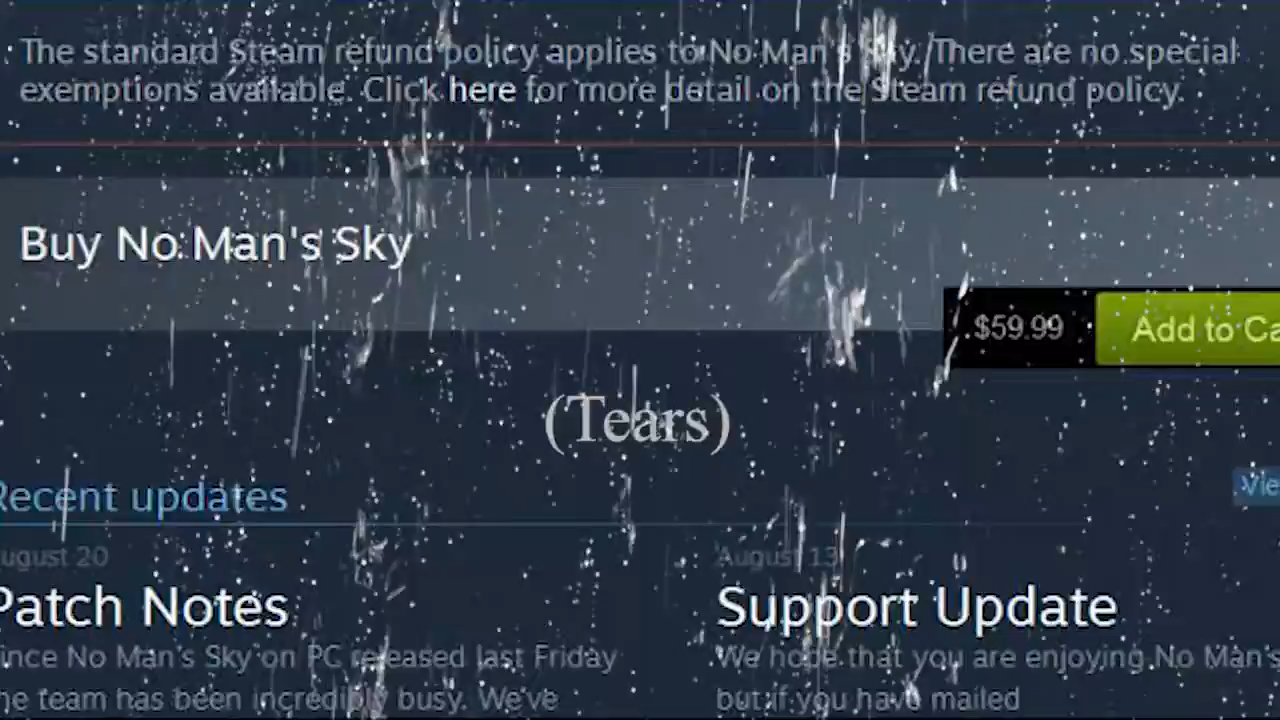 The standard Steam refund policy applies to No Man's Sky. There are no special
exemptions available. Click here for more detail on the Steam refund policy.
Buy No Man's Sky
$59.99
Add to Ca
(Tears)
Recent updates
Vie
ugust 20
August 13
Patch Notes
Support Update
ince No Man's Sky on PC released last Friday
he team has been incredibly busy. We've
We hope that you are enjoying No Man's
but if you have mailed